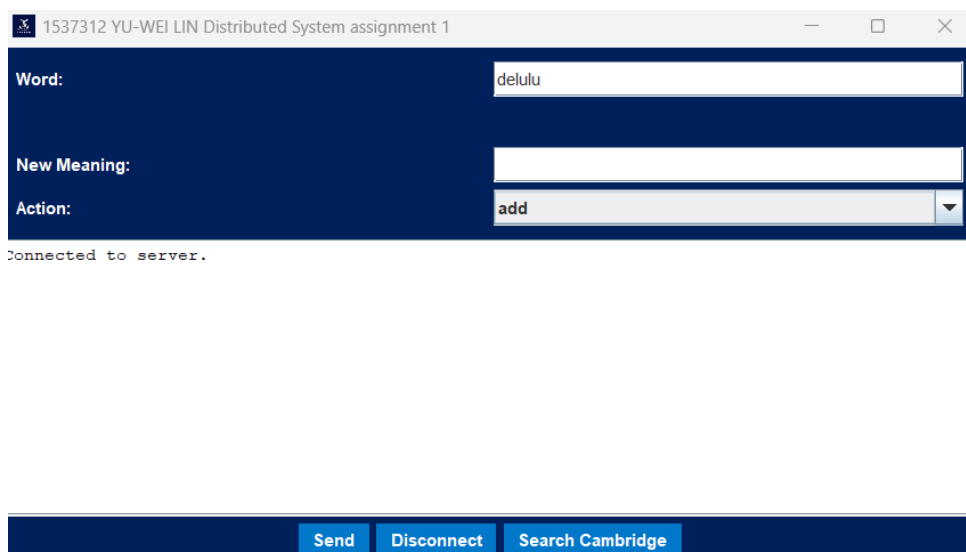 1537312 YU-WEI LIN Distributed System assignment 1
Word: delulu
New Meaning:
Action: add
Connected to server.
Send Disconnect Search Cambridge